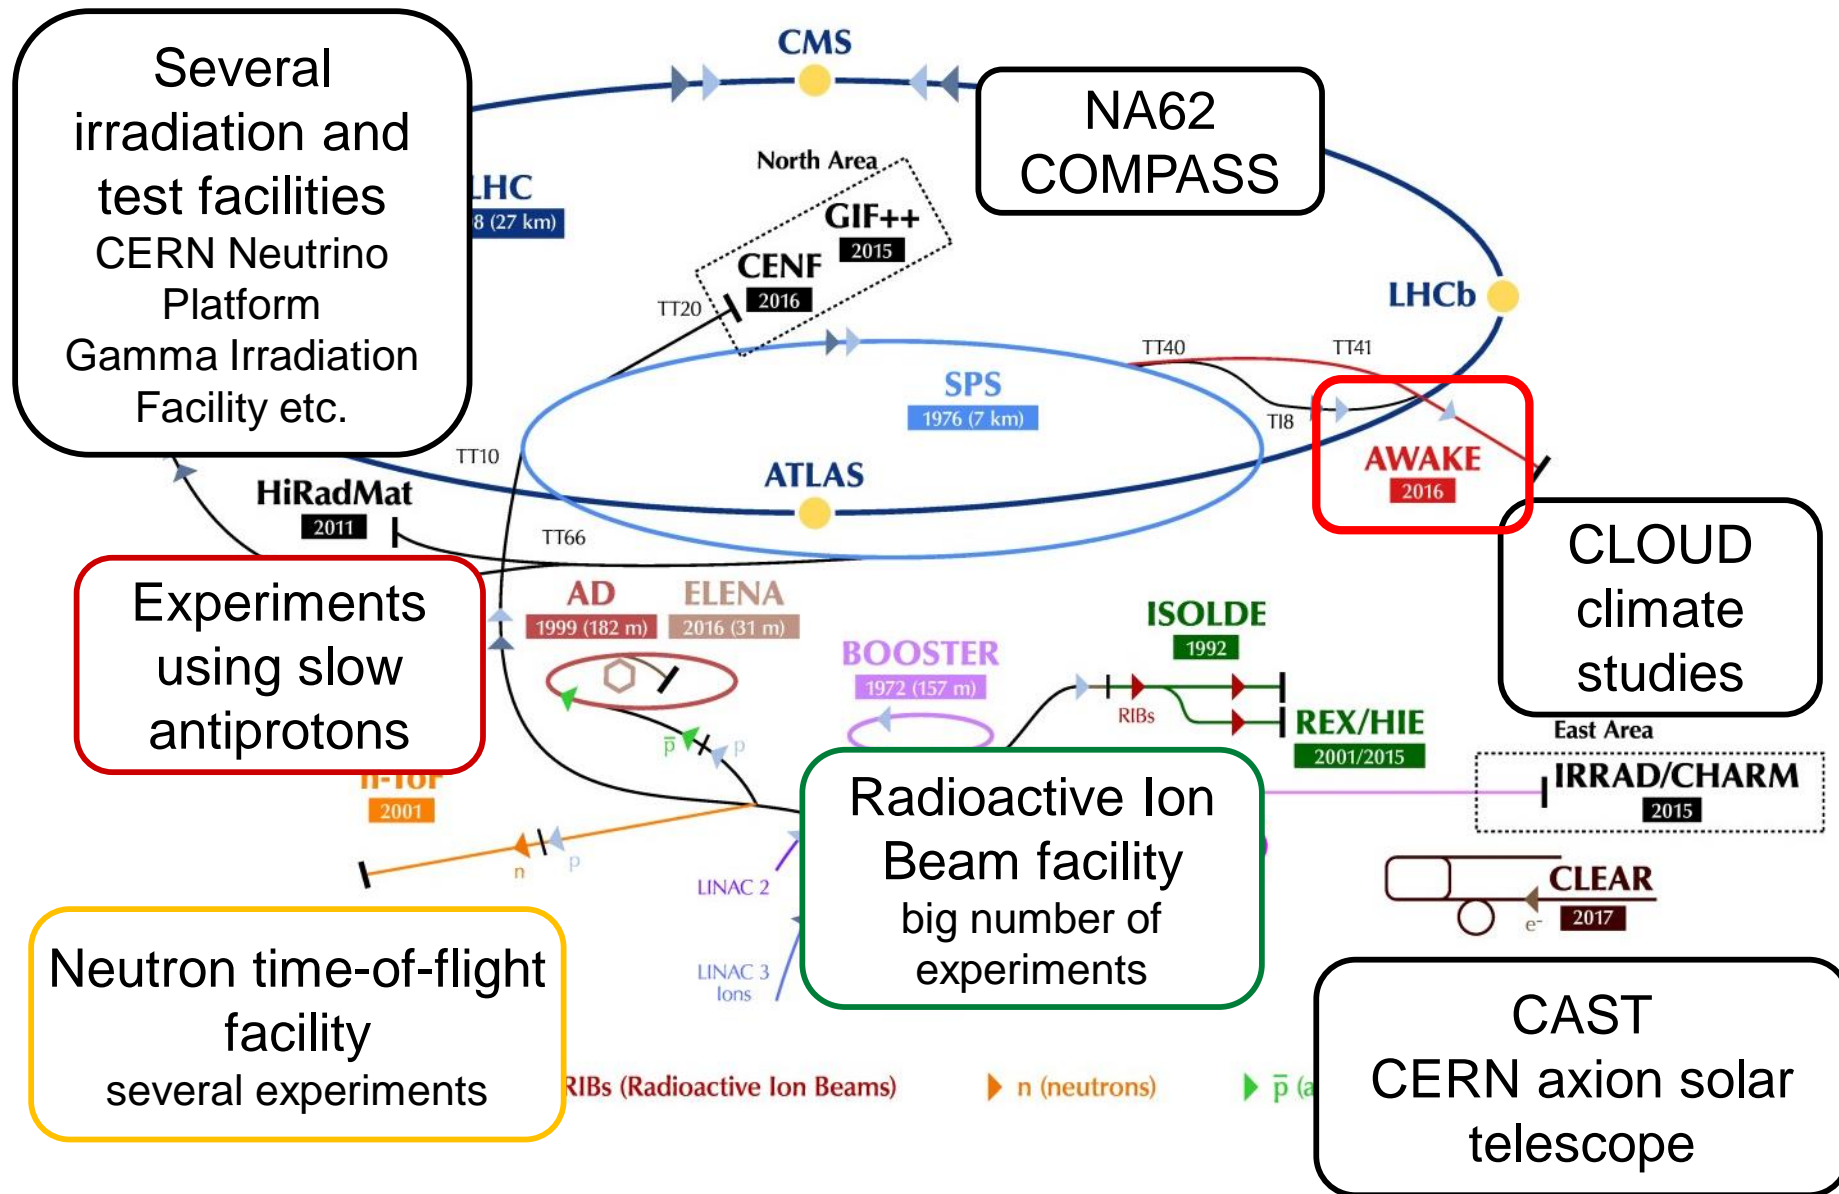 Several
irradiation and
test facilities
CERN Neutrino
Platform
Gamma Irradiation
Facility etc.
CMS
NA62
COMPASS
North Area
LHC
8 (27 km)
GIF++
2015
CENF
2016
TT20
LHCb
TT40
TT41
SPS
1976 (7 km)
TI8
AWAKE
2016
TT10
ATLAS
HiRadMat
2011
TT66
CLOUD
climate
studies
Experiments
using slow
antiprotons
AD
1999 (182 m)
ELENA
2016 (31 m)
ISOLDE
1992
BOOSTER
1972 (157 m)
RIBs
REX/HIE
2001/2015
East Area
IRRAD/CHARM
2015
p̅
p
n-ToF
2001
n
p
Radioactive Ion
Beam facility
big number of
experiments
LINAC 2
LINAC 3
Ions
CLEAR
2017
e-
Neutron time-of-flight
facility
several experiments
CAST
CERN axion solar
telescope
RIBs (Radioactive Ion Beams)
n (neutrons)
p̅ (a